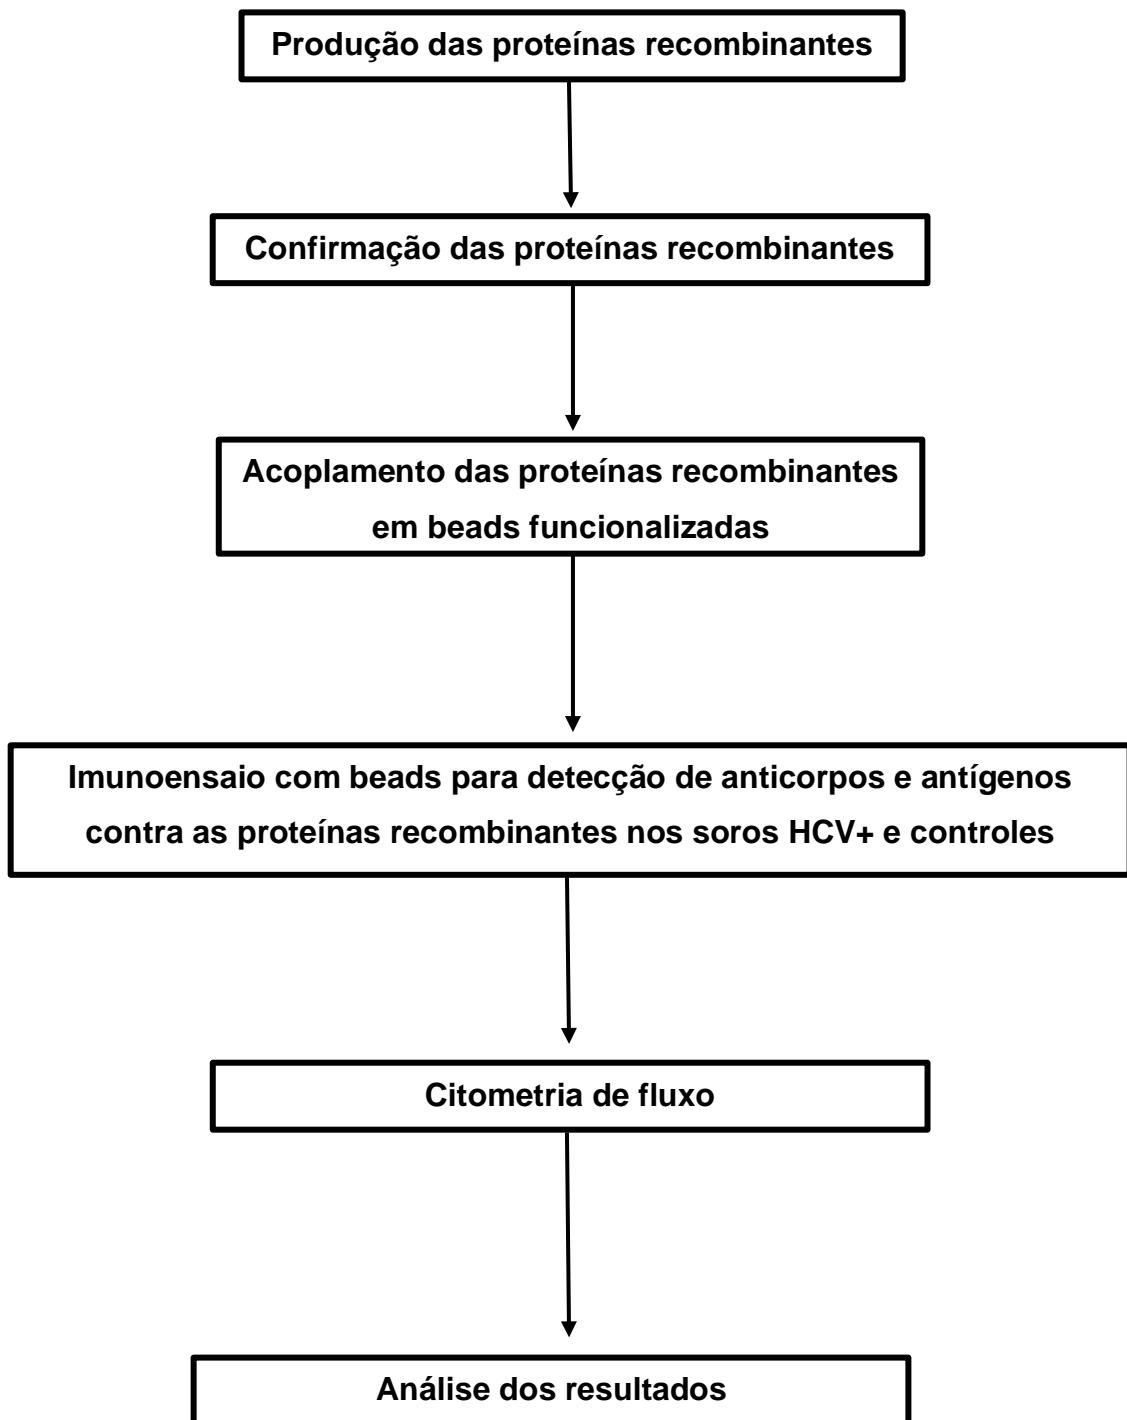 Produção das proteínas recombinantes
Confirmação das proteínas recombinantes
Acoplamento das proteínas recombinantes
em beads funcionalizadas
Imunoensaio com beads para detecção de anticorpos e antígenos
contra as proteínas recombinantes nos soros HCV+ e controles
Citometria de fluxo
Análise dos resultados